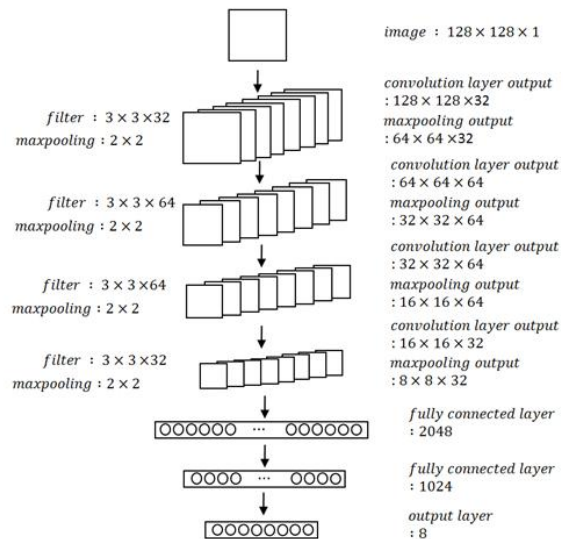 image : 128 × 128 × 1
filter : 3 × 3 ×32
maxpooling : 2 × 2
convolution layer output
: 128 × 128 ×32
maxpooling output
: 64 × 64 ×32
filter : 3 × 3 × 64
maxpooling : 2 × 2
convolution layer output
: 64 × 64 × 64
maxpooling output
: 32 × 32 × 64
filter : 3 × 3 ×64
maxpooling : 2 × 2
convolution layer output
: 32 × 32 × 64
maxpooling output
: 16 × 16 × 64
filter : 3 × 3 ×32
maxpooling : 2 × 2
convolution layer output
: 16 × 16 × 32
maxpooling output
: 8 × 8 × 32
...
fully connected layer
: 2048
...
fully connected layer
: 1024
output layer
: 8